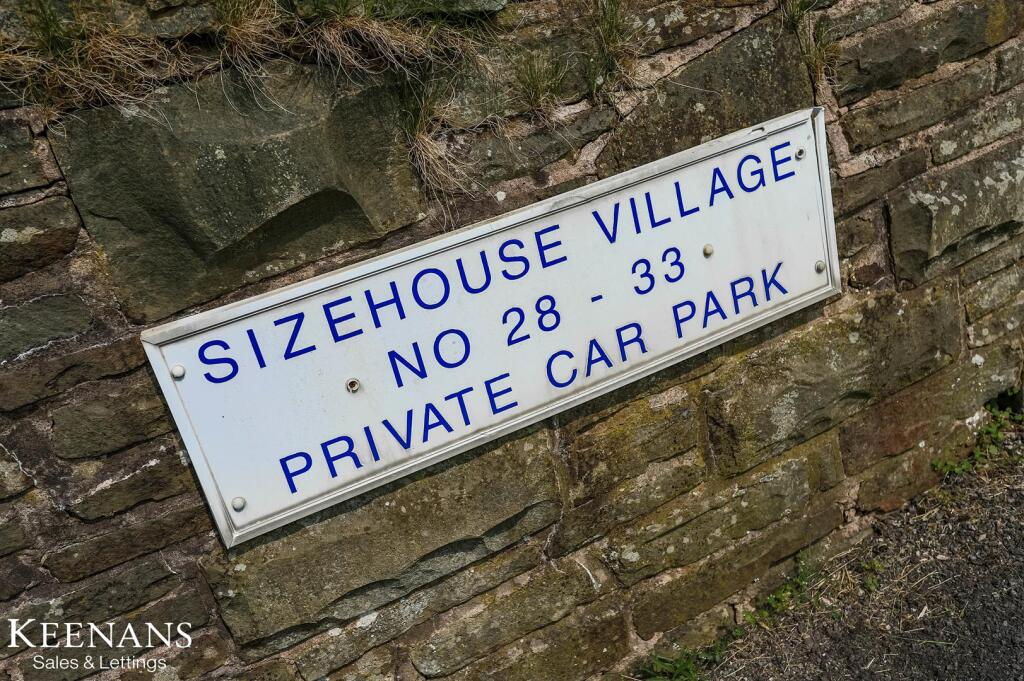 SIZEHOUSE VILLAGE
NO 28 - 33
PRIVATE CAR PARK
KEENANS
Sales & Lettings